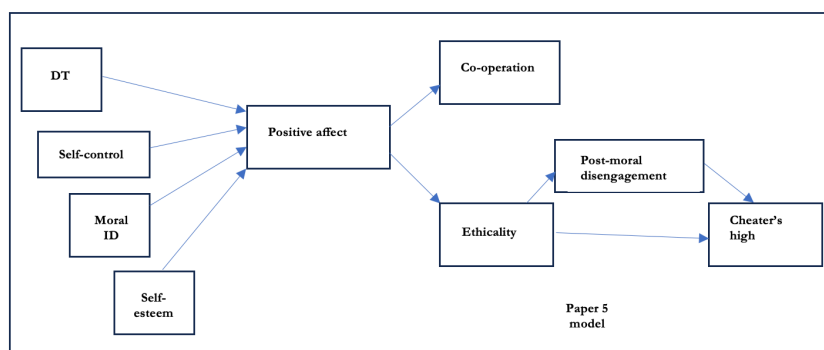 DT
Self-control
Moral
ID
Self-
esteem
Positive affect
Co-operation
Ethicality
Post-moral
disengagement
Cheater’s
high
Paper 5
model